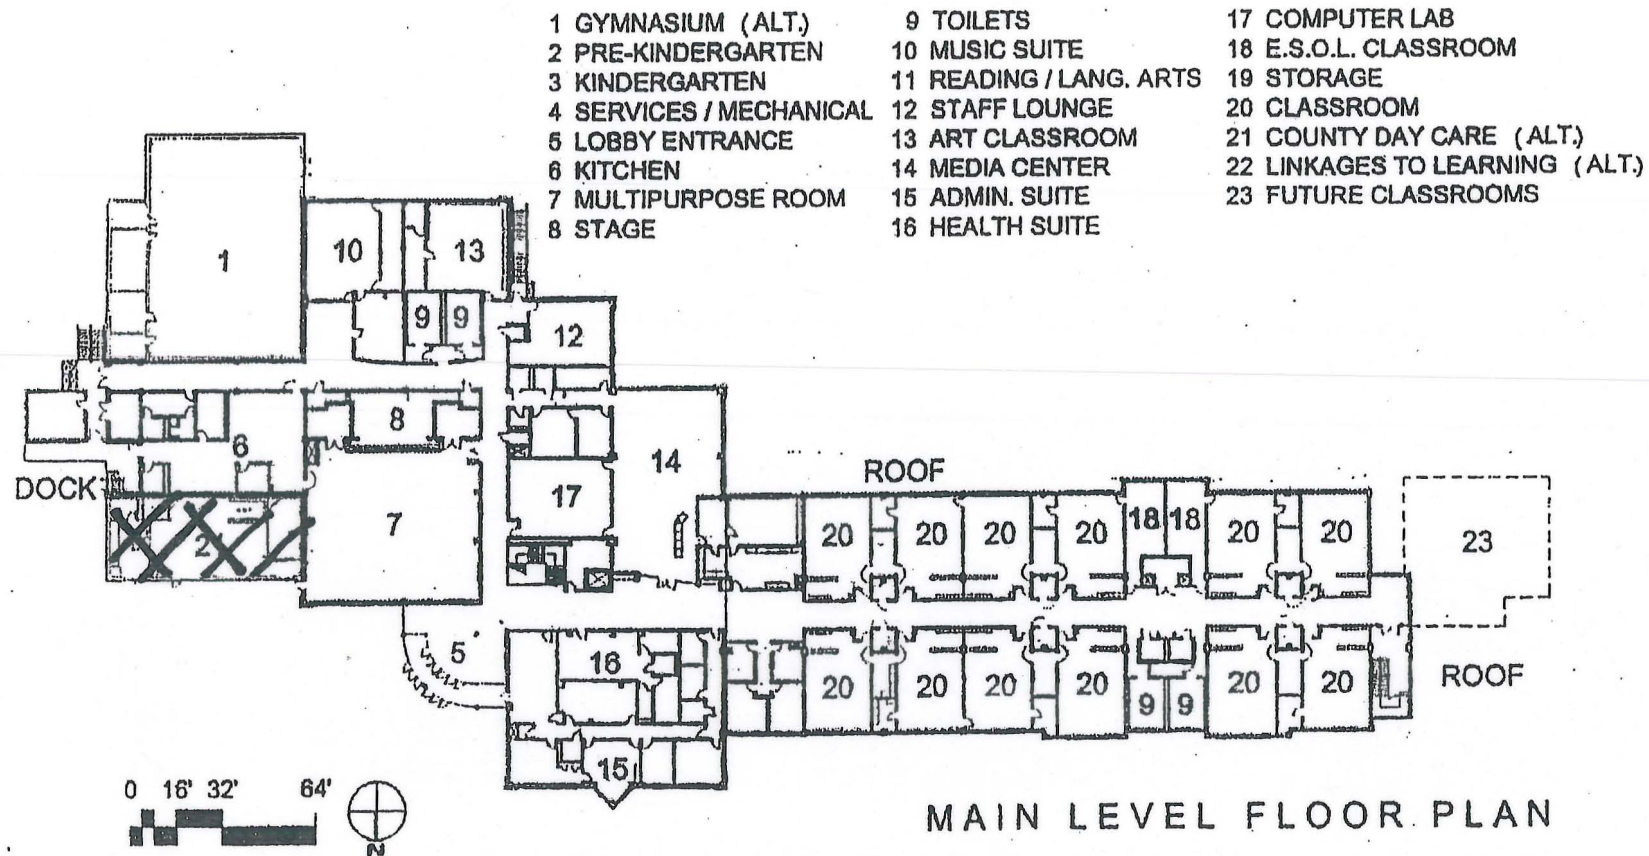 1 GYMNASIUM (ALT.)
2 PRE-KINDERGARTEN
3 KINDERGARTEN
4 SERVICES / MECHANICAL
5 LOBBY ENTRANCE
6 KITCHEN
7 MULTIPURPOSE ROOM
8 STAGE
9 TOILETS
10 MUSIC SUITE
11 READING / LANG. ARTS
12 STAFF LOUNGE
13 ART CLASSROOM
14 MEDIA CENTER
15 ADMIN. SUITE
16 HEALTH SUITE
17 COMPUTER LAB
18 E.S.O.L. CLASSROOM
19 STORAGE
20 CLASSROOM
21 COUNTY DAY CARE (ALT.)
22 LINKAGES TO LEARNING (ALT.)
23 FUTURE CLASSROOMS
1
10
13
9 9
12
8
6
14
ROOF
DOCK
17
7
2
20 20 20 20 18 18 20 20
23
5
16
20 20 20 20 9 9 20 20
ROOF
15
0 16' 32' 64'
N
MAIN LEVEL FLOOR PLAN